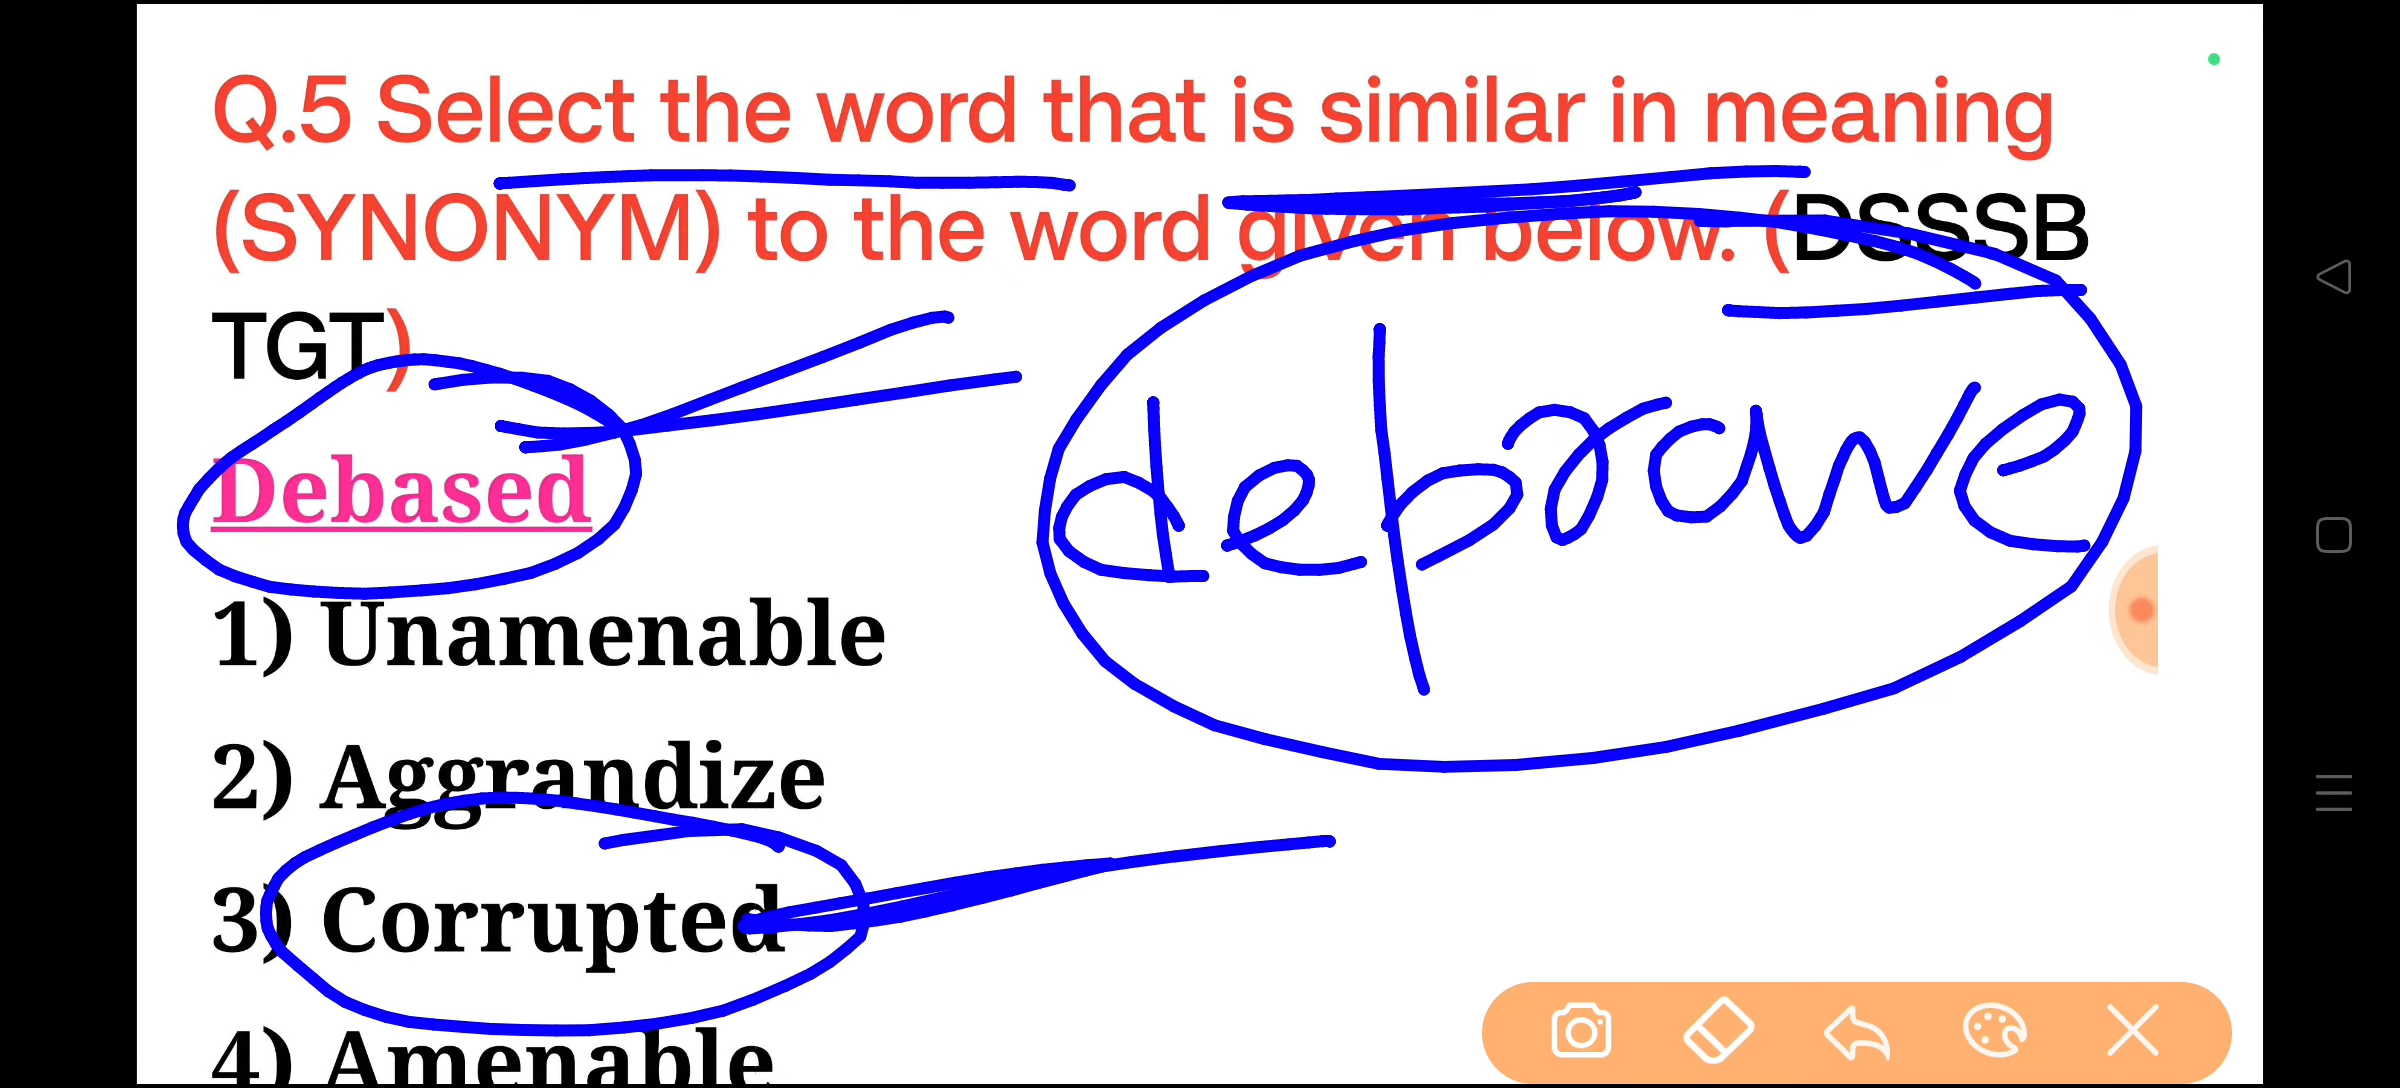 Q.5 Select the word that is similar in meaning
(SYNONYM) to the word given below. (DSSSB
TGT)
Debased
deprave
1) Unamenable
2) Aggrandize
3) Corrupted
4) Amenable